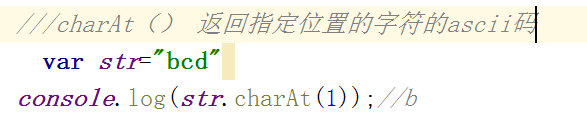 ///charAt（） 返回指定位置的字符的ascii码
var str="bcd"
console.log(str.charAt(1));//b